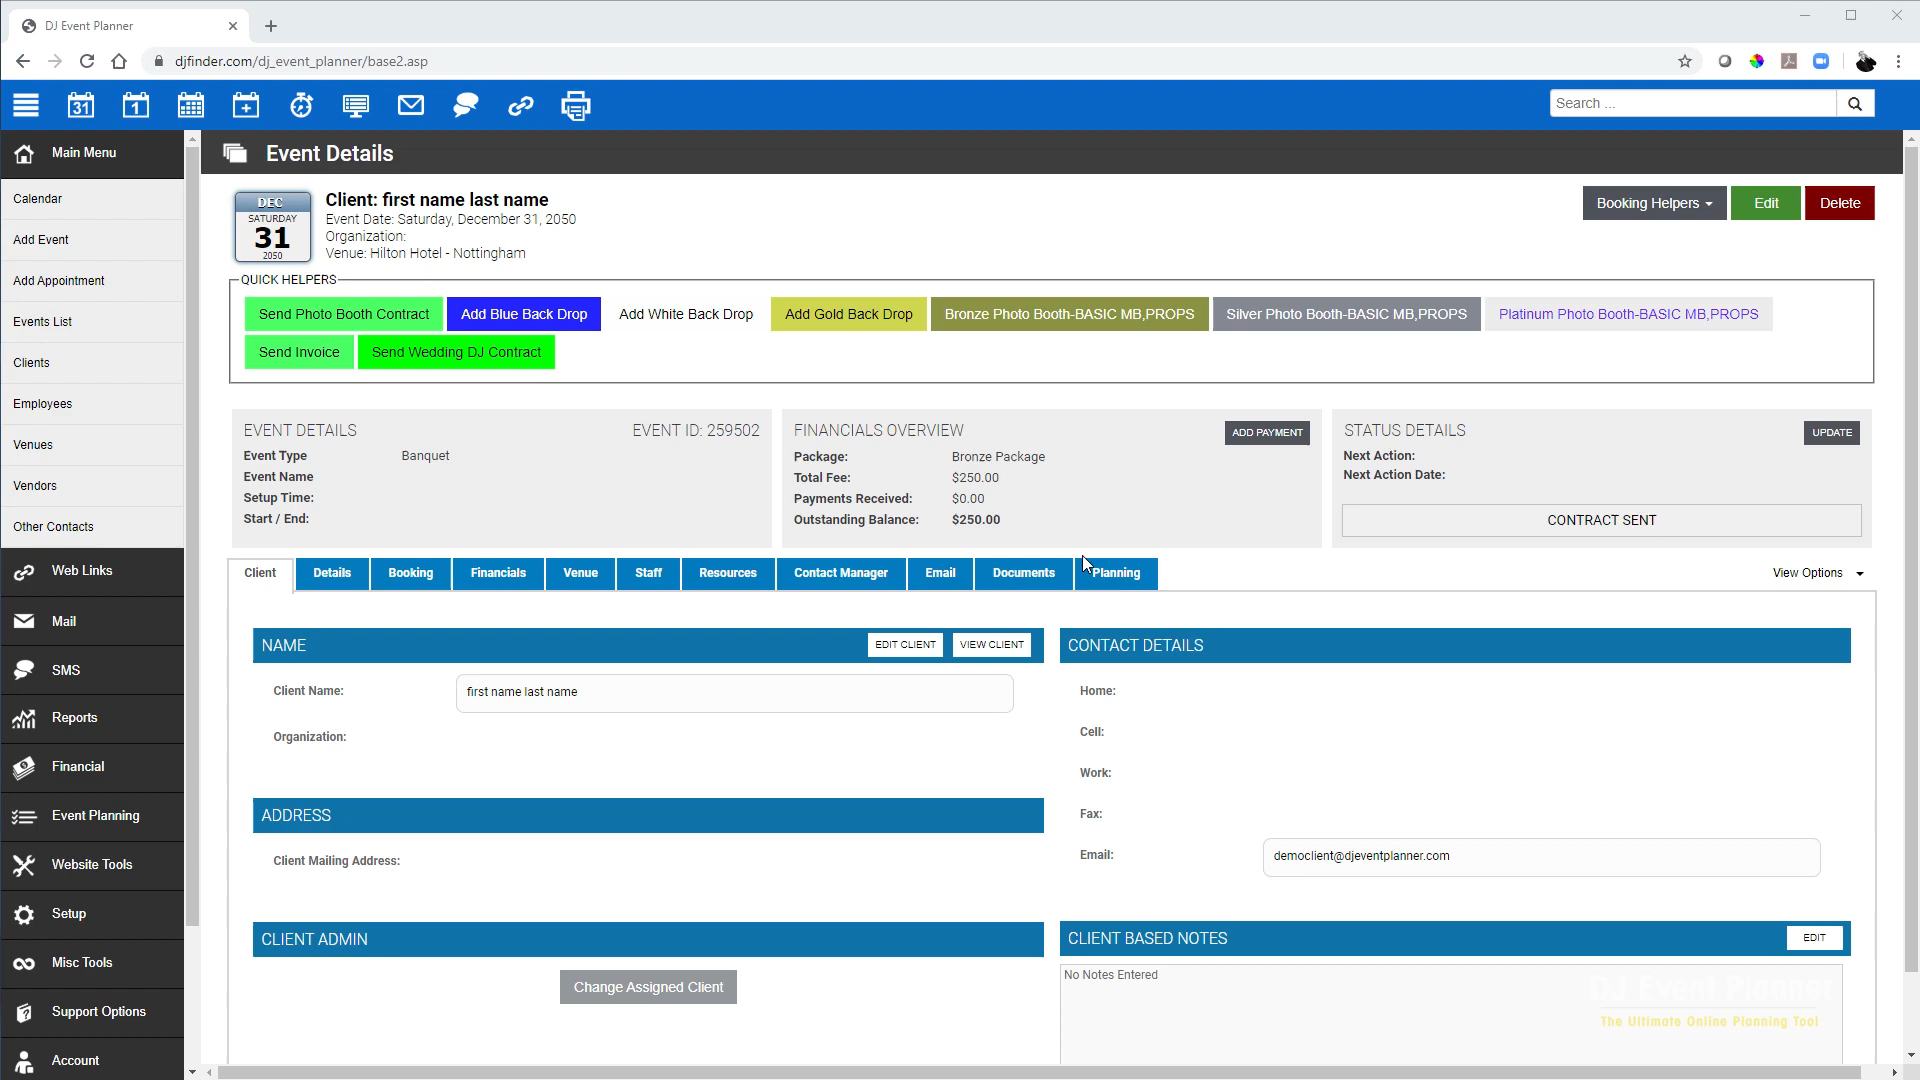 DJ Event Planner
djfinder.com/dj_event_planner/base2.asp
31
1
Search ...
Main Menu
Calendar
Add Event
Add Appointment
Events List
Clients
Employees
Venues
Vendors
Other Contacts
Web Links
Mail
SMS
Reports
Financial
Event Planning
Website Tools
Setup
Misc Tools
Support Options
Account
Event Details
DEC
SATURDAY
31
2050
Client: first name last name
Event Date: Saturday, December 31, 2050
Organization:
Venue: Hilton Hotel - Nottingham
Booking Helpers
Edit
Delete
QUICK HELPERS
Send Photo Booth Contract
Add Blue Back Drop
Add White Back Drop
Add Gold Back Drop
Bronze Photo Booth-BASIC MB,PROPS
Silver Photo Booth-BASIC MB,PROPS
Platinum Photo Booth-BASIC MB,PROPS
Send Invoice
Send Wedding DJ Contract
EVENT DETAILS
EVENT ID: 259502
Event Type Banquet
Event Name
Setup Time:
Start / End:
FINANCIALS OVERVIEW
ADD PAYMENT
Package: Bronze Package
Total Fee: $250.00
Payments Received: $0.00
Outstanding Balance: $250.00
STATUS DETAILS
UPDATE
Next Action:
Next Action Date:
CONTRACT SENT
Client
Details
Booking
Financials
Venue
Staff
Resources
Contact Manager
Email
Documents
Planning
View Options
NAME
EDIT CLIENT
VIEW CLIENT
Client Name: first name last name
Organization:
ADDRESS
Client Mailing Address:
CLIENT ADMIN
Change Assigned Client
CONTACT DETAILS
Home:
Cell:
Work:
Fax:
Email: democlient@djeventplanner.com
CLIENT BASED NOTES
EDIT
No Notes Entered
DJ Event Planner
The Ultimate Online Planning Tool